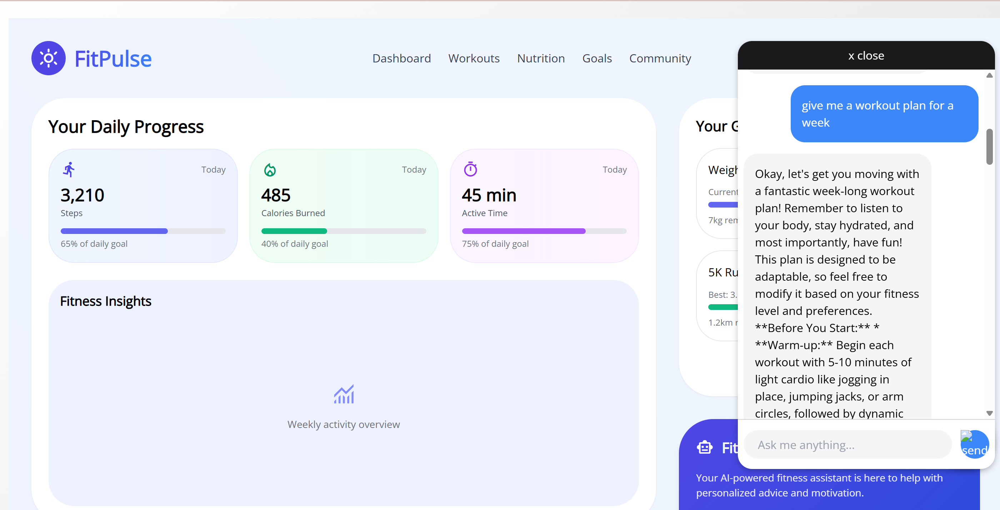 FitPulse
Dashboard Workouts Nutrition Goals Community
Your Daily Progress
Today
3,210
Steps
65% of daily goal
Today
485
Calories Burned
40% of daily goal
Today
45 min
Active Time
75% of daily goal
Fitness Insights
Weekly activity overview
Your
Current
7kg
5K
Best: 3.
1.2km
Your AI-powered fitness assistant is here to help with
personalized advice and motivation.
x close
give me a workout plan for a
week
Okay, let's get you moving with
a fantastic week-long workout
plan! Remember to listen to
your body, stay hydrated, and
most importantly, have fun!
This plan is designed to be
adaptable, so feel free to
modify it based on your fitness
level and preferences.
**Before You Start:** *
**Warm-up:** Begin each
workout with 5-10 minutes of
light cardio like jogging in
place, jumping jacks, or arm
circles, followed by dynamic
Ask me anything...
send